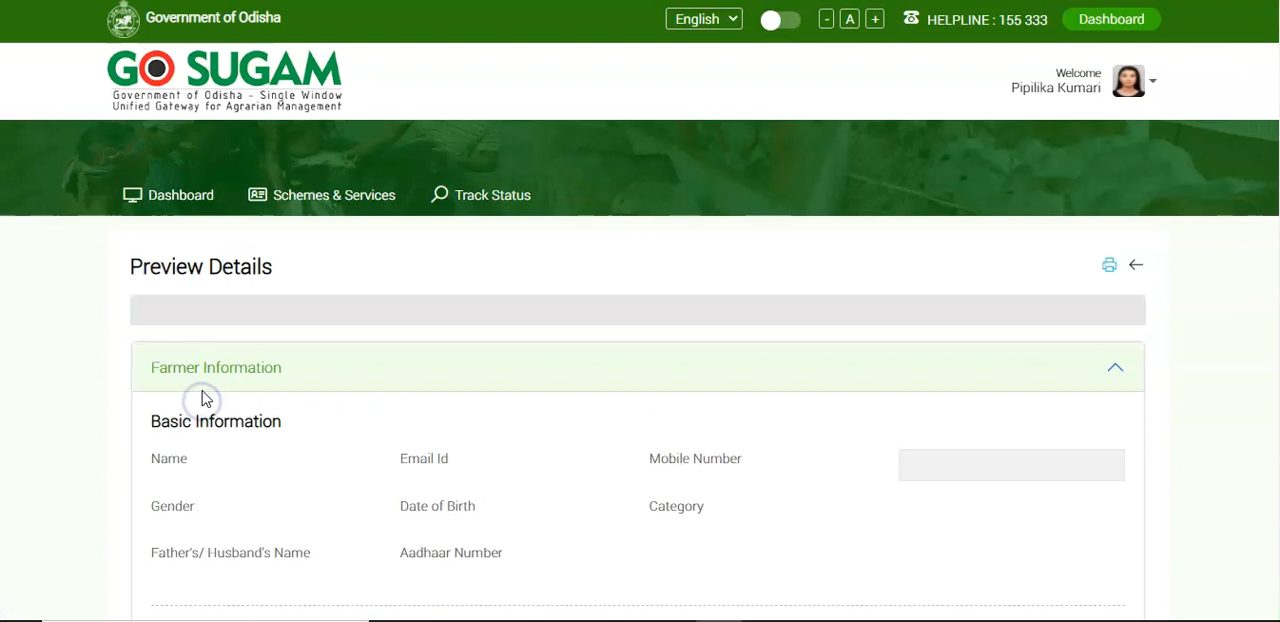 Government of Odisha
English
- A +
HELPLINE : 155 333
Dashboard
GO SUGAM
Government of Odisha - Single Window
Unified Gateway for Agrarian Management
Welcome
Pipilika Kumari
Dashboard
Schemes & Services
Track Status
Preview Details
Farmer Information
Basic Information
Name
Email Id
Mobile Number
Gender
Date of Birth
Category
Father's/ Husband's Name
Aadhaar Number